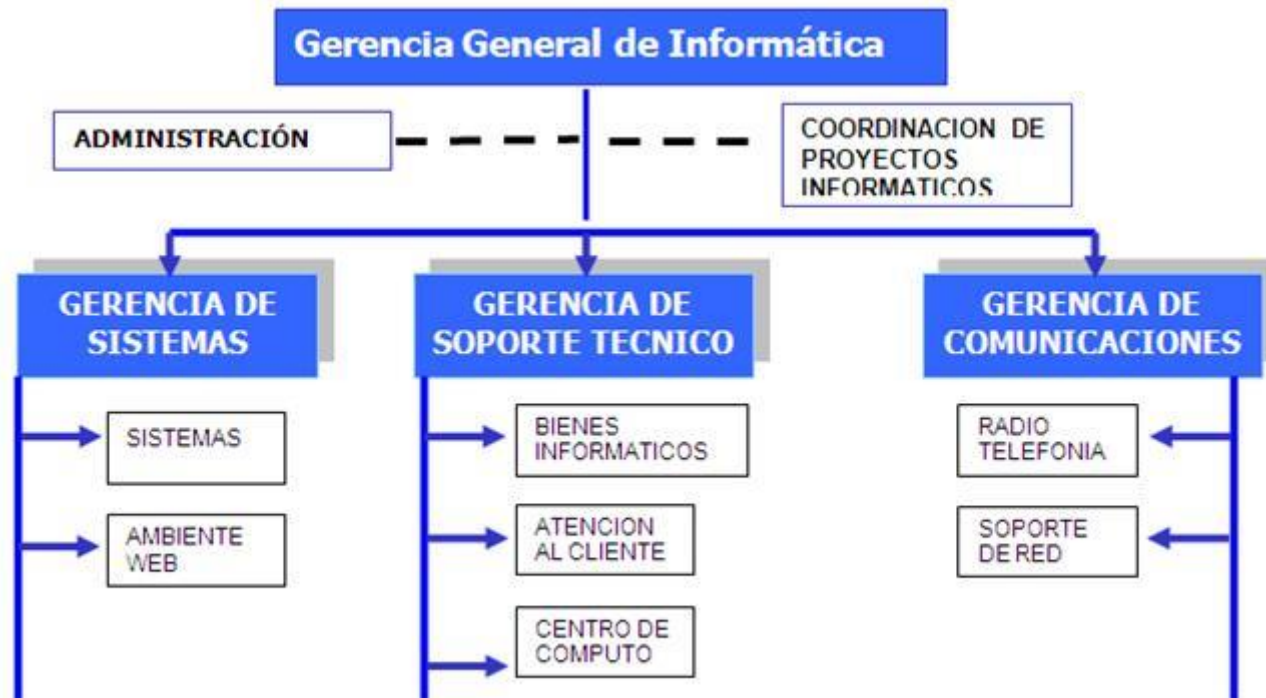 Gerencia General de Informática
ADMINISTRACIÓN
COORDINACION DE
PROYECTOS
INFORMATICOS
GERENCIA DE
SISTEMAS
GERENCIA DE
SOPORTE TECNICO
GERENCIA DE
COMUNICACIONES
SISTEMAS
AMBIENTE
WEB
BIENES
INFORMATICOS
ATENCION
AL CLIENTE
CENTRO DE
COMPUTO
RADIO
TELEFONIA
SOPORTE
DE RED